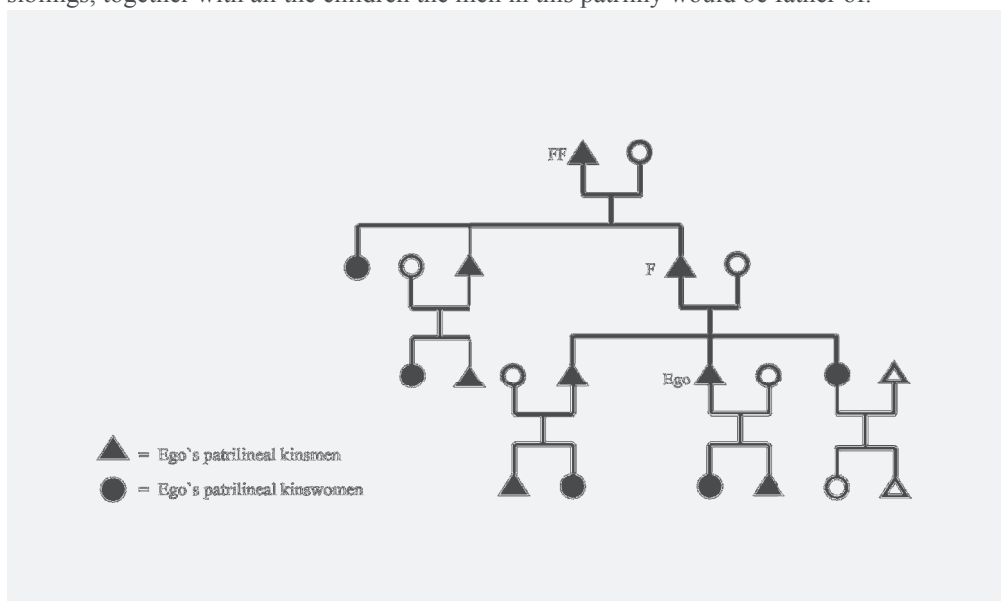 siblings, together with all the children the men in this patrimy would be father of.
FF
F
Ego
= Ego`s patrilineal kinsmen
= Ego`s patrilineal kinswomen